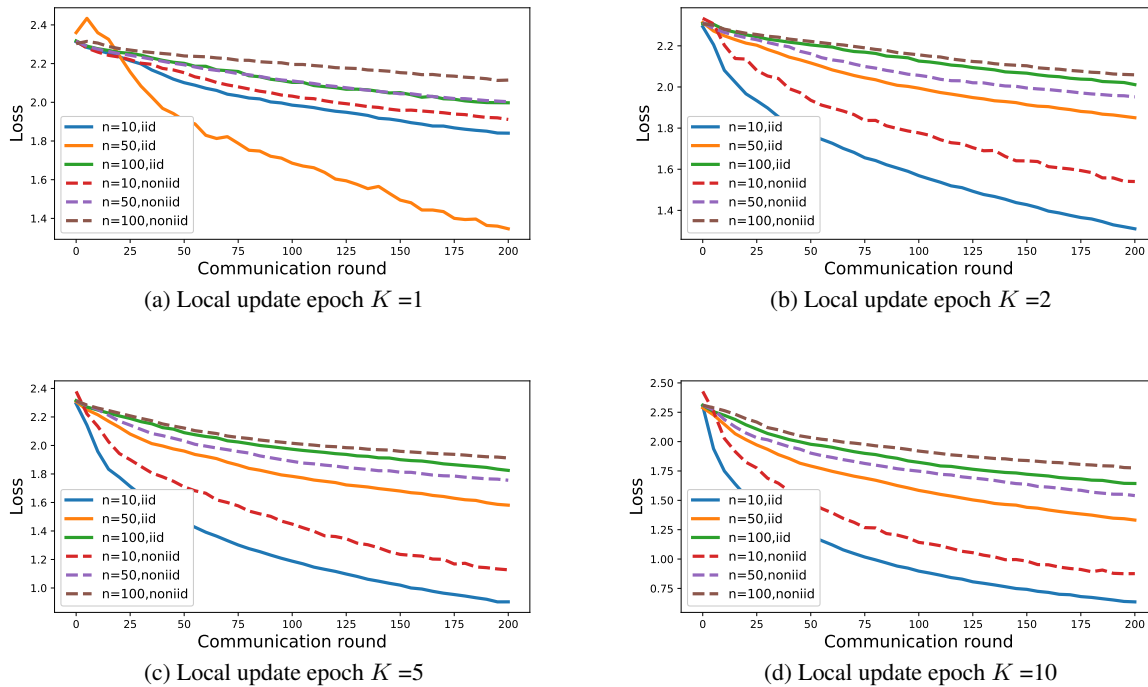 2.4
2.2
2.0
1.8
1.6
1.4
Loss
n=10,iid
n=50,iid
n=100,iid
n=10,noniid
n=50,noniid
n=100,noniid
0 25 50 75 100 125 150 175 200
Communication round
(a) Local update epoch K =1
2.2
2.0
1.8
1.6
1.4
Loss
n=10,iid
n=50,iid
n=100,iid
n=10,noniid
n=50,noniid
n=100,noniid
0 25 50 75 100 125 150 175 200
Communication round
(b) Local update epoch K =2
2.4
2.2
2.0
1.8
1.6
1.4
1.2
1.0
Loss
n=10,iid
n=50,iid
n=100,iid
n=10,noniid
n=50,noniid
n=100,noniid
0 25 50 75 100 125 150 175 200
Communication round
(c) Local update epoch K =5
2.50
2.25
2.00
1.75
1.50
1.25
1.00
0.75
Loss
n=10,iid
n=50,iid
n=100,iid
n=10,noniid
n=50,noniid
n=100,noniid
0 25 50 75 100 125 150 175 200
Communication round
(d) Local update epoch K =10